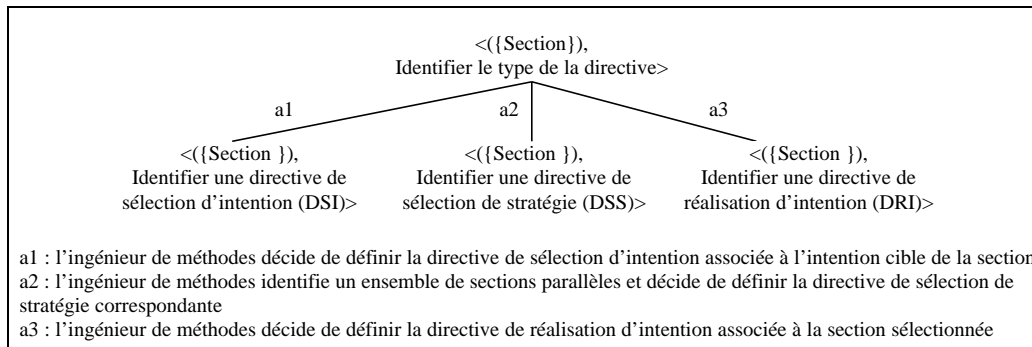 <({Section}),
Identifier le type de la directive>
a1 a2 a3
<({Section }), <({Section }), <({Section }),
Identifier une directive de Identifier une directive de Identifier une directive de
sélection d'intention (DSI)> sélection de stratégie (DSS)> réalisation d'intention (DRI)>
a1 : l'ingénieur de méthodes décide de définir la directive de sélection d'intention associée à l'intention cible de la section
a2 : l'ingénieur de méthodes identifie un ensemble de sections parallèles et décide de définir la directive de sélection de
stratégie correspondante
a3 : l'ingénieur de méthodes décide de définir la directive de réalisation d'intention associée à la section sélectionnée